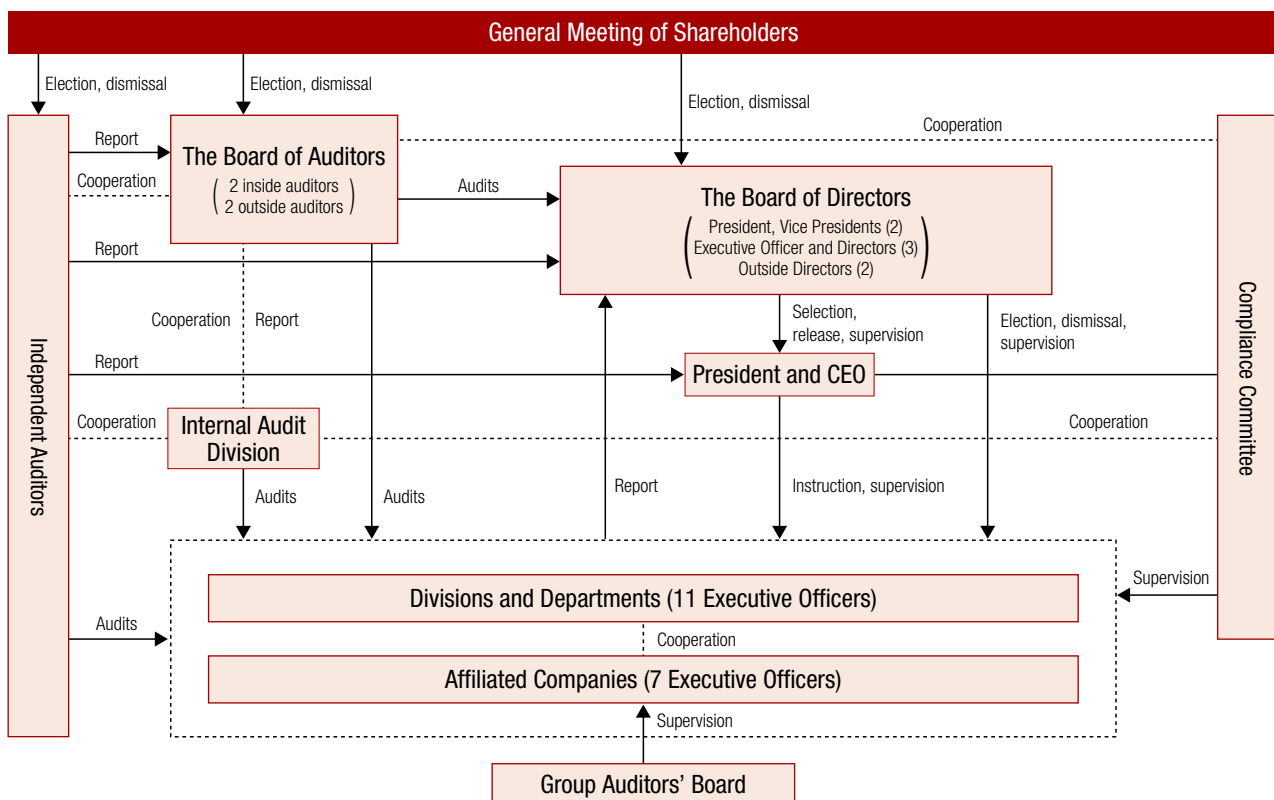 General Meeting of Shareholders
Election, dismissal
Election, dismissal
Election, dismissal
Report
The Board of Auditors
2 inside auditors
2 outside auditors
Cooperation
Cooperation
Audits
The Board of Directors
President, Vice Presidents (2)
Executive Officer and Directors (3)
Outside Directors (2)
Report
Cooperation
Report
Selection,
release, supervision
Election, dismissal,
supervision
Independent Auditors
Compliance Committee
Report
President and CEO
Cooperation
Internal Audit
Division
Cooperation
Audits
Audits
Report
Instruction, supervision
Divisions and Departments (11 Executive Officers)
Supervision
Audits
Cooperation
Affiliated Companies (7 Executive Officers)
Supervision
Group Auditors’ Board